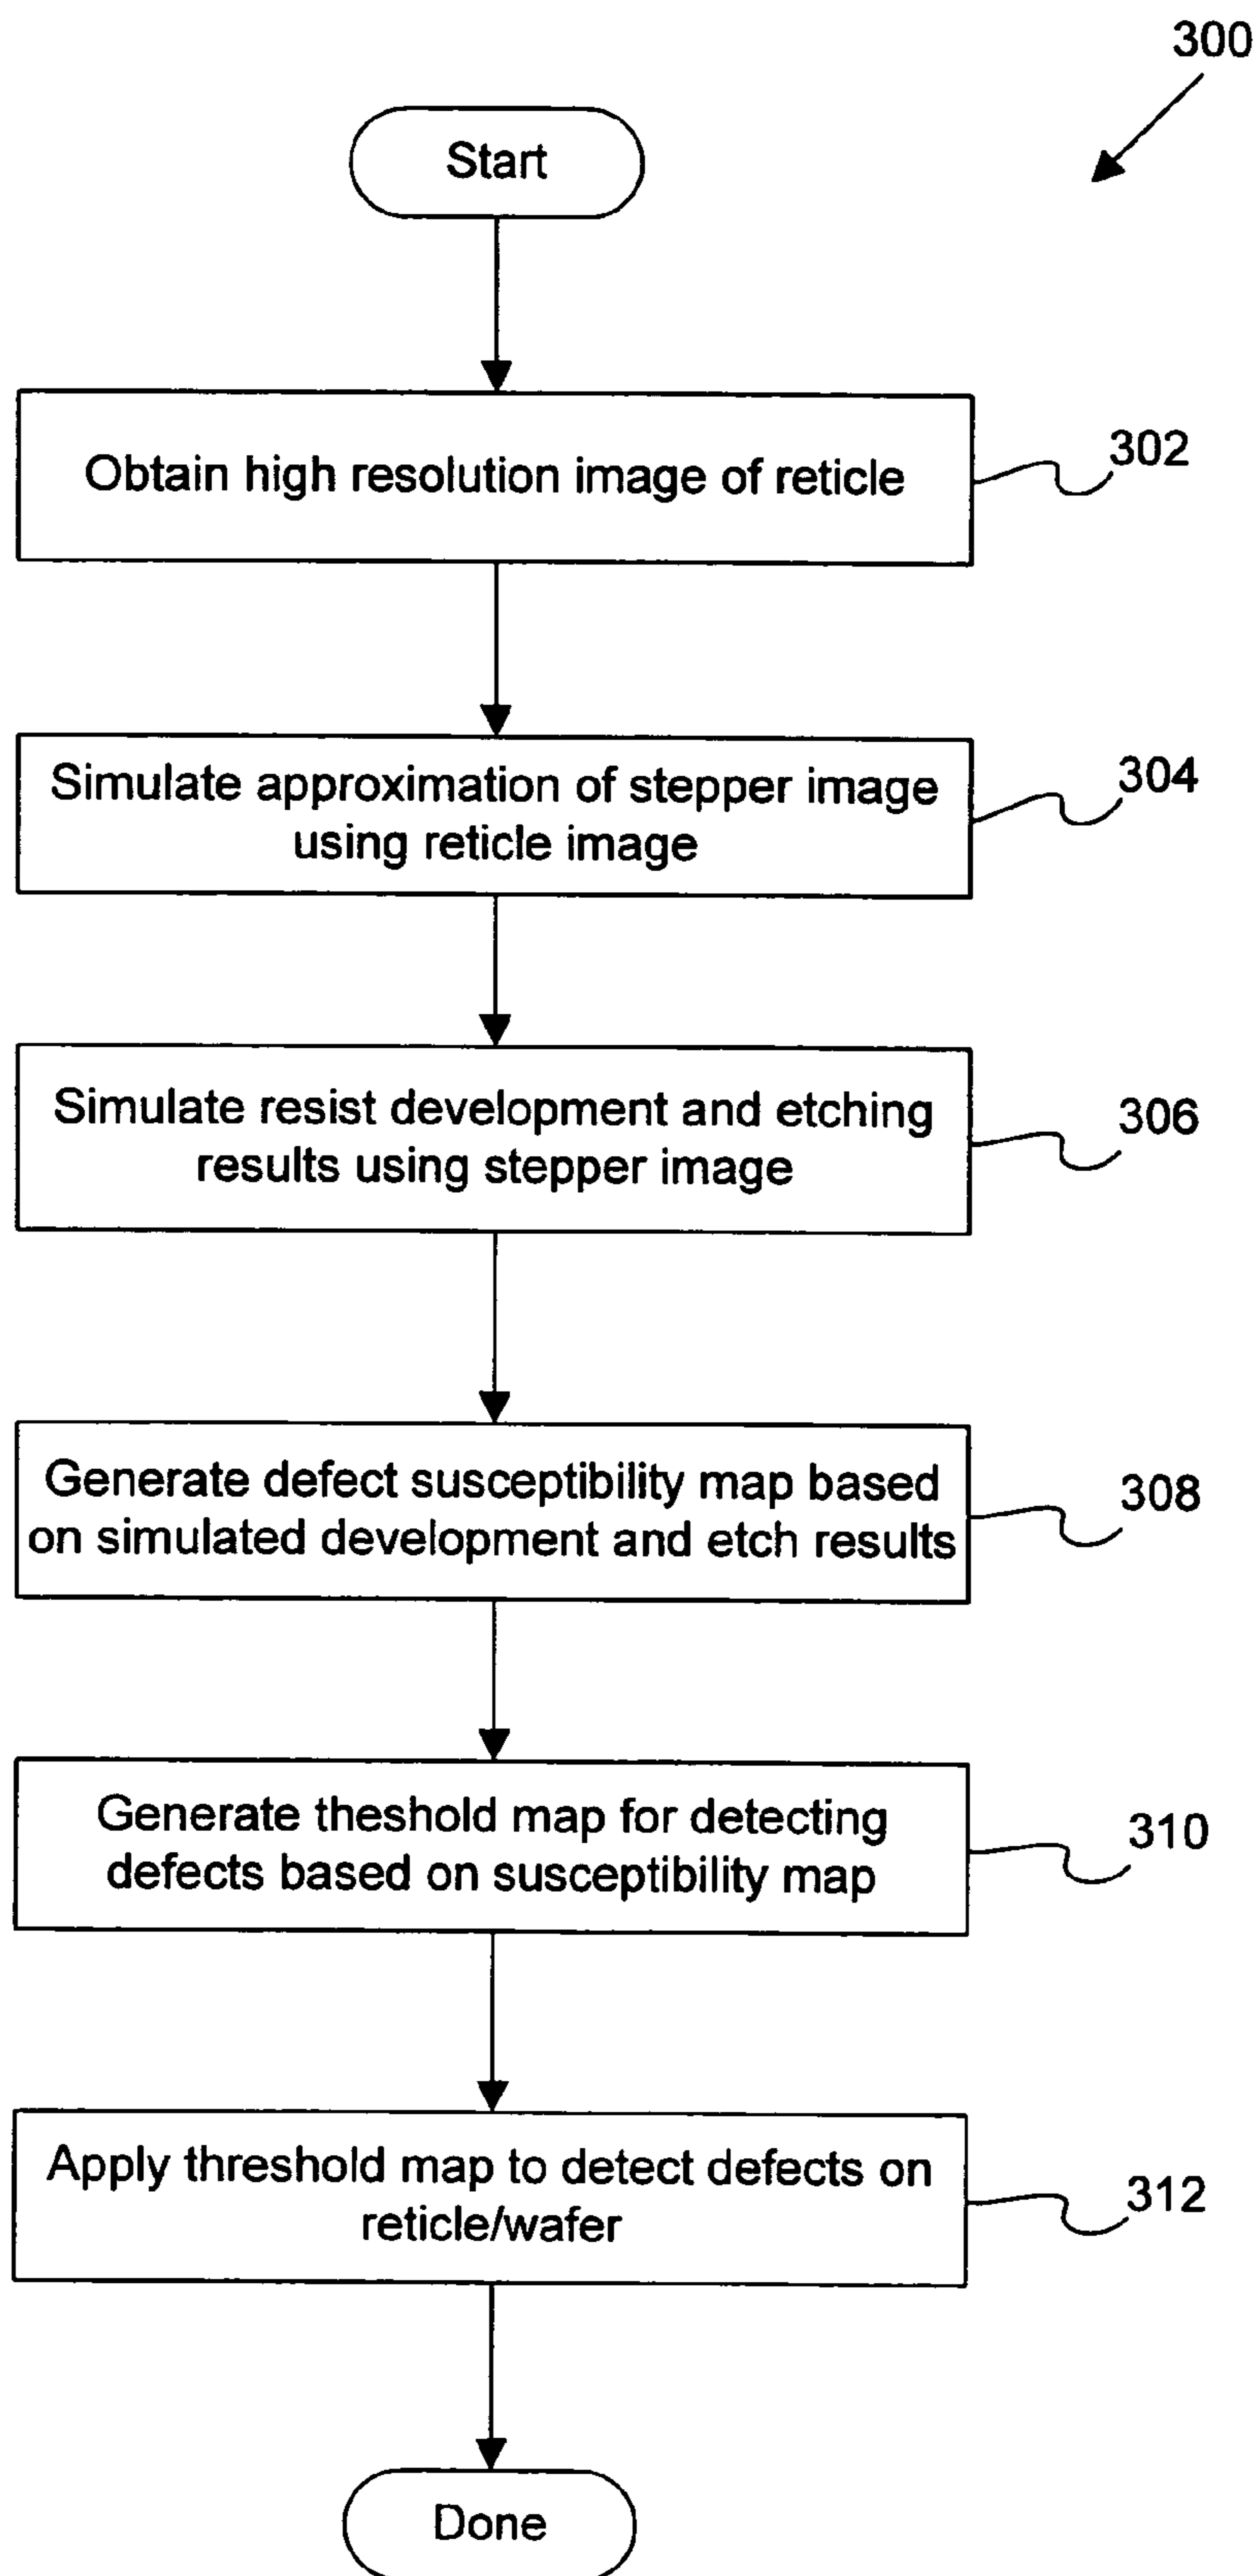 300
Start
Obtain high resolution image of reticle
302
Simulate approximation of stepper image
using reticle image
304
Simulate resist development and etching
results using stepper image
306
Generate defect susceptibility map based
on simulated development and etch results
308
Generate theshold map for detecting
defects based on susceptibility map
310
Apply threshold map to detect defects on
reticle/wafer
312
Done